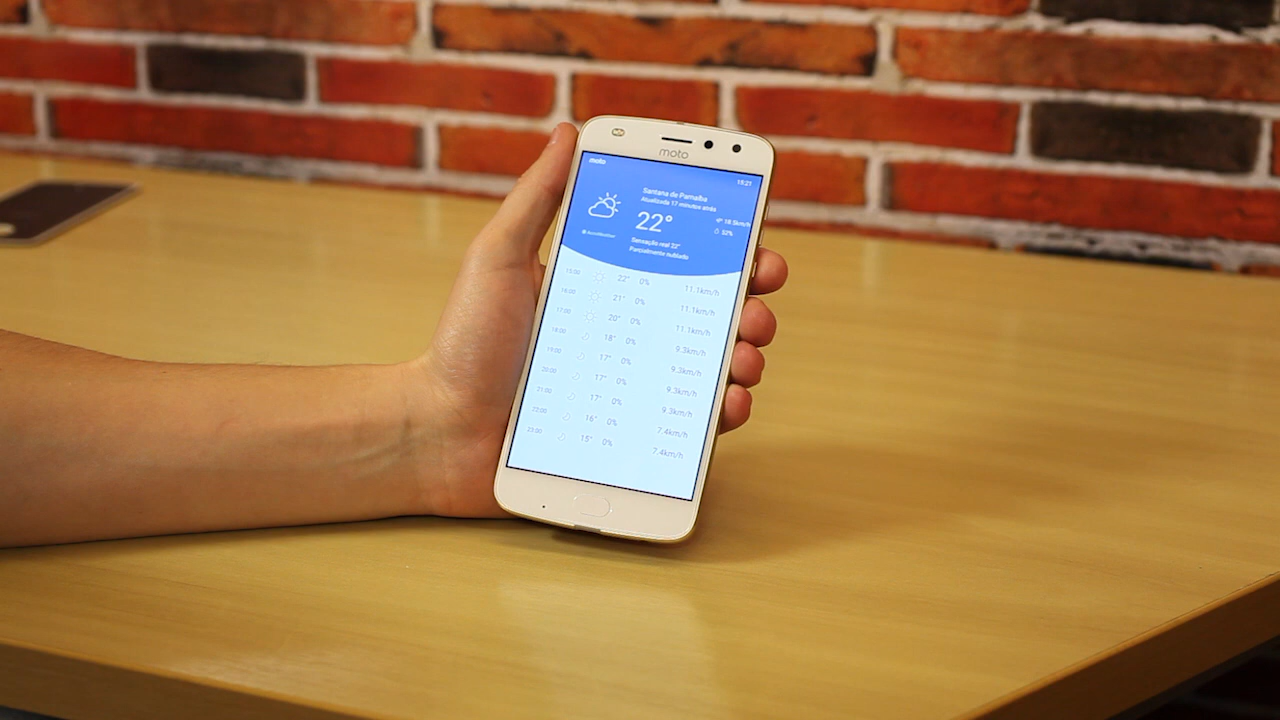 moto
moto
15:21
Santana de Parnaíba
Atualizada 17 minutos atrás
22°
18.5km/h
52%
AccuWeather
Sensação real 22°
Parcialmente nublado
15:00 22° 0% 11.1km/h
16:00 21° 0% 11.1km/h
17:00 20° 0% 11.1km/h
18:00 18° 0% 9.3km/h
19:00 17° 0% 9.3km/h
20:00 17° 0% 9.3km/h
21:00 17° 0% 9.3km/h
22:00 16° 0% 7.4km/h
23:00 15° 0% 7.4km/h